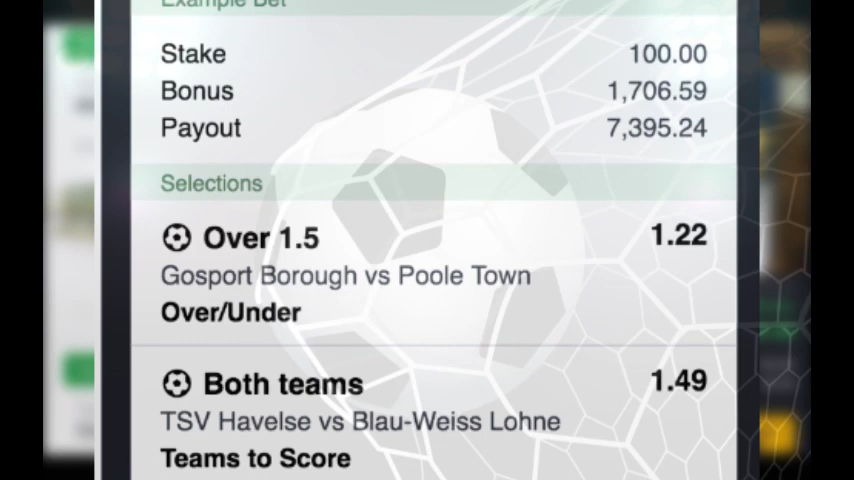 Example Bet
Stake 100.00
Bonus 1,706.59
Payout 7,395.24
Selections
Over 1.5 1.22
Gosport Borough vs Poole Town
Over/Under
Both teams 1.49
TSV Havelse vs Blau-Weiss Lohne
Teams to Score